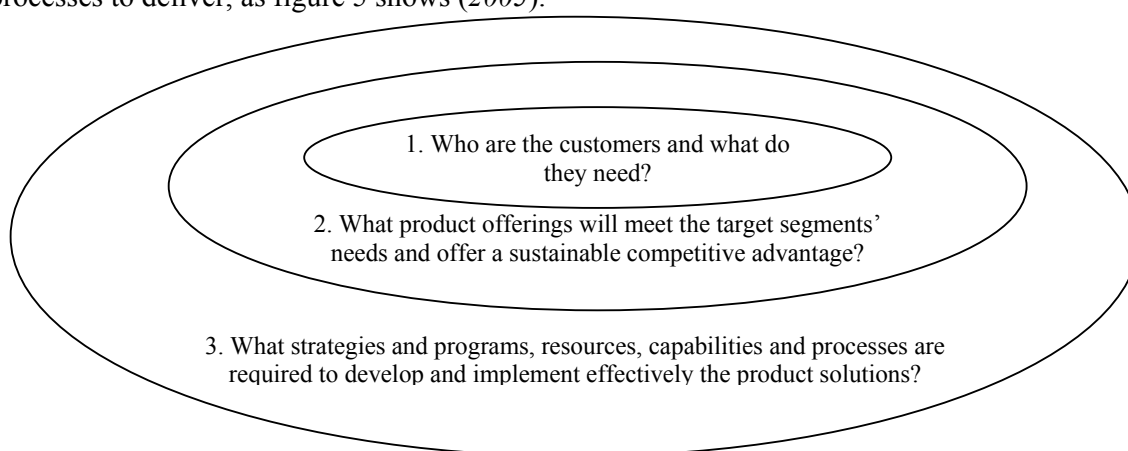 processes to deliver, as figure 5 shows (2005).
1. Who are the customers and what do
they need?
2. What product offerings will meet the target segments’
needs and offer a sustainable competitive advantage?
3. What strategies and programs, resources, capabilities and processes are
required to develop and implement effectively the product solutions?